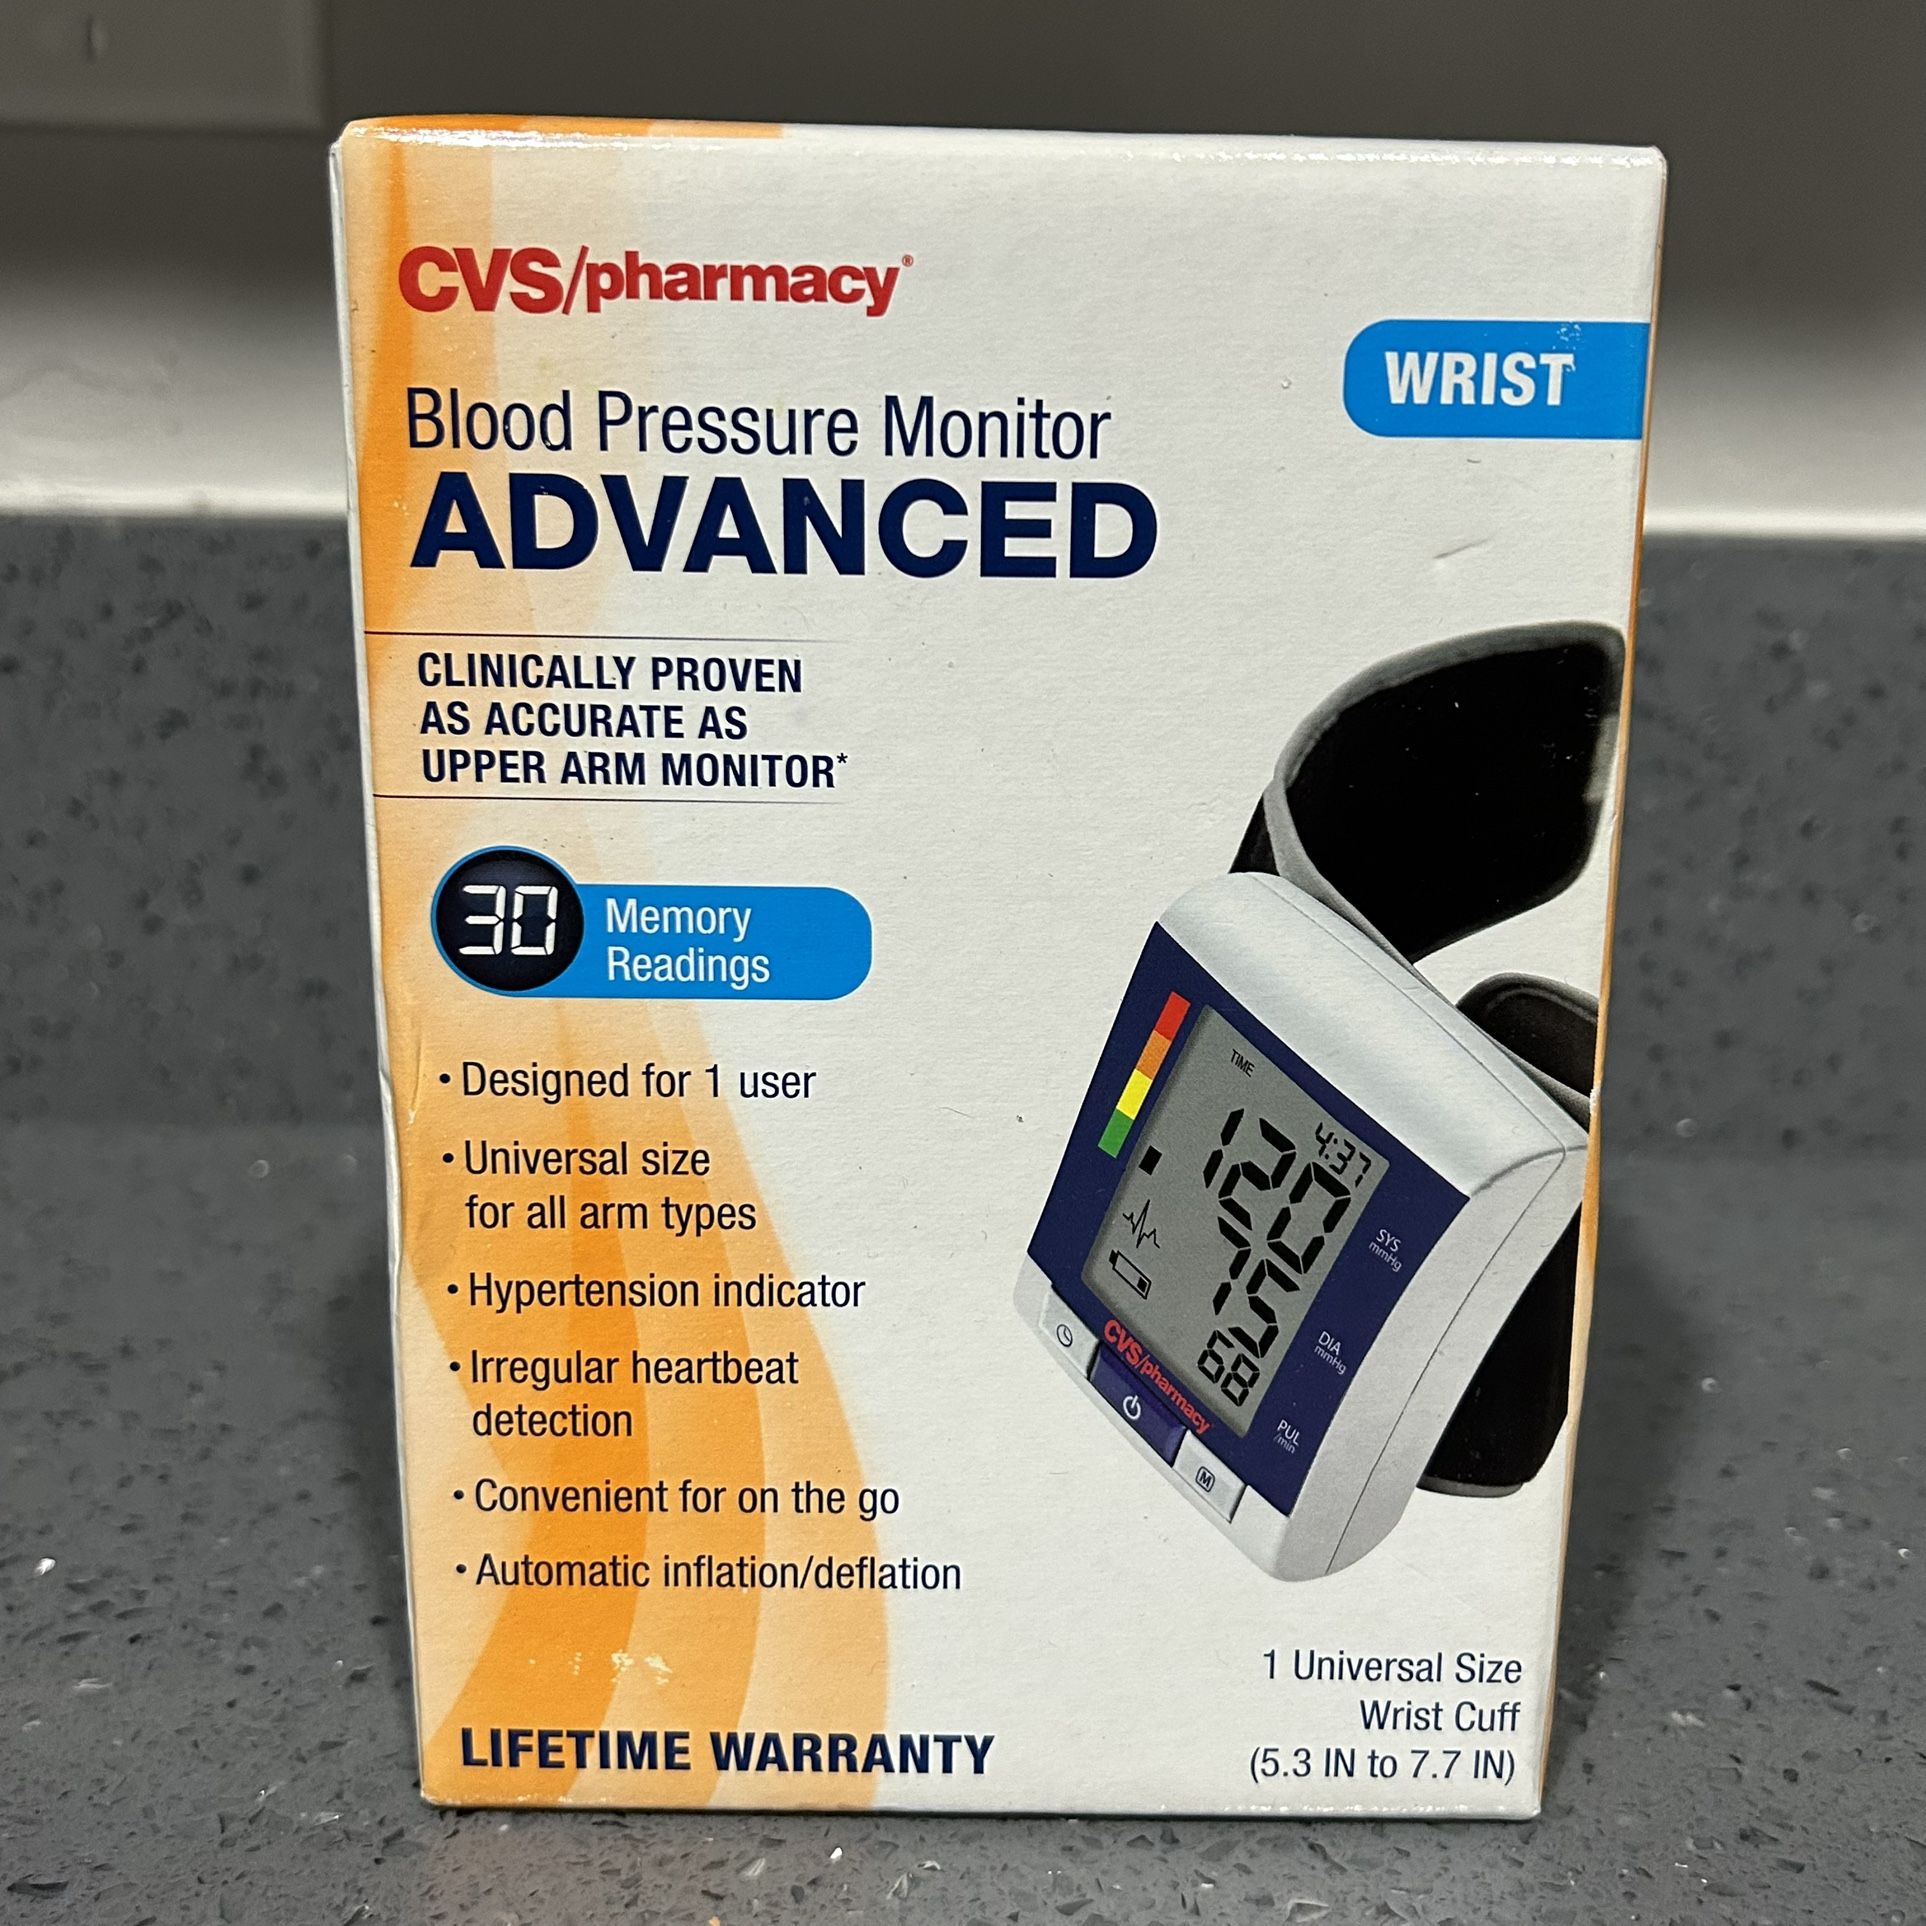 CVS/pharmacy®
WRIST
Blood Pressure Monitor
ADVANCED
CLINICALLY PROVEN
AS ACCURATE AS
UPPER ARM MONITOR*
30
Memory
Readings
• Designed for 1 user
• Universal size
for all arm types
• Hypertension indicator
• Irregular heartbeat
detection
• Convenient for on the go
• Automatic inflation/deflation
LIFETIME WARRANTY
TIME
4:37
120
SYS
mmHg
75
DIA
mmHg
68
PUL
/min
CVS/pharmacy
M
1 Universal Size
Wrist Cuff
(5.3 IN to 7.7 IN)